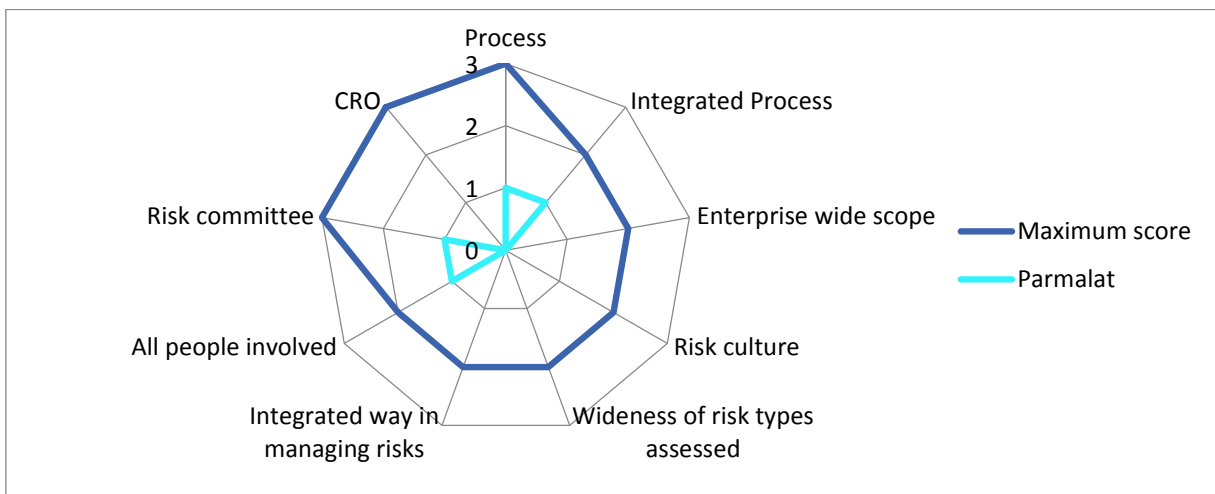 Process
3
CRO
Integrated Process
2
1
Risk committee
Enterprise wide scope
0
Maximum score
Parmalat
All people involved
Risk culture
Integrated way in
managing risks
Wideness of risk types
assessed